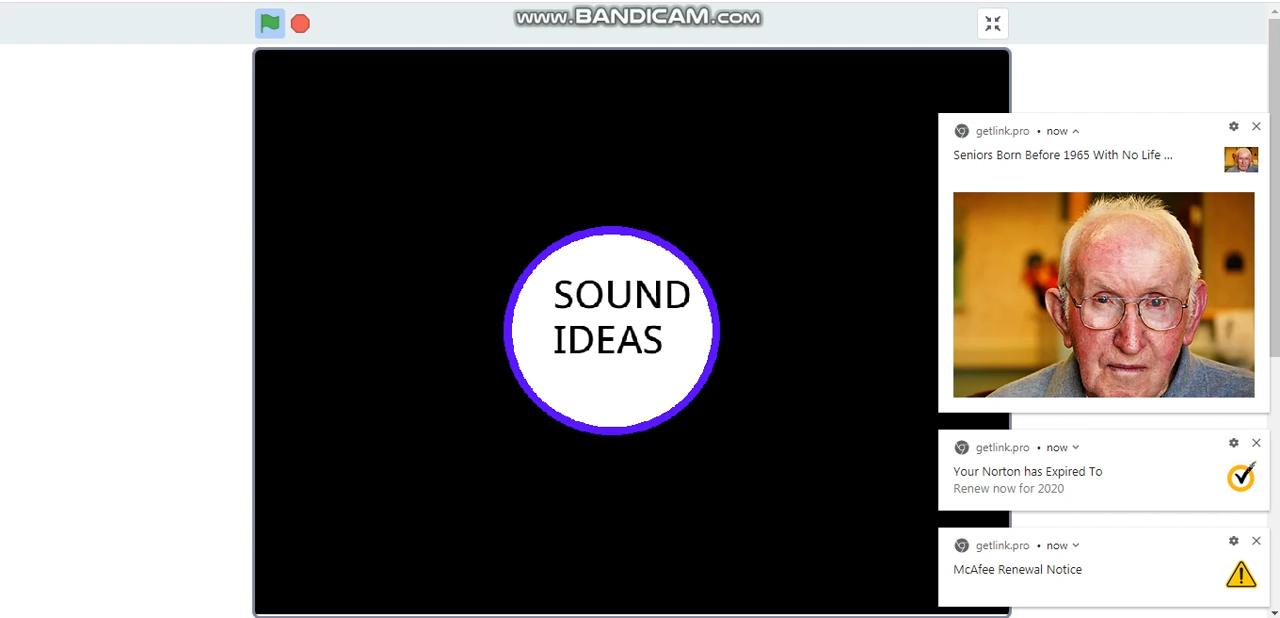 www.BANDICAM.com
SOUND
IDEAS
getlink.pro • now
Seniors Born Before 1965 With No Life ...
getlink.pro • now
Your Norton has Expired To
Renew now for 2020
getlink.pro • now
McAfee Renewal Notice